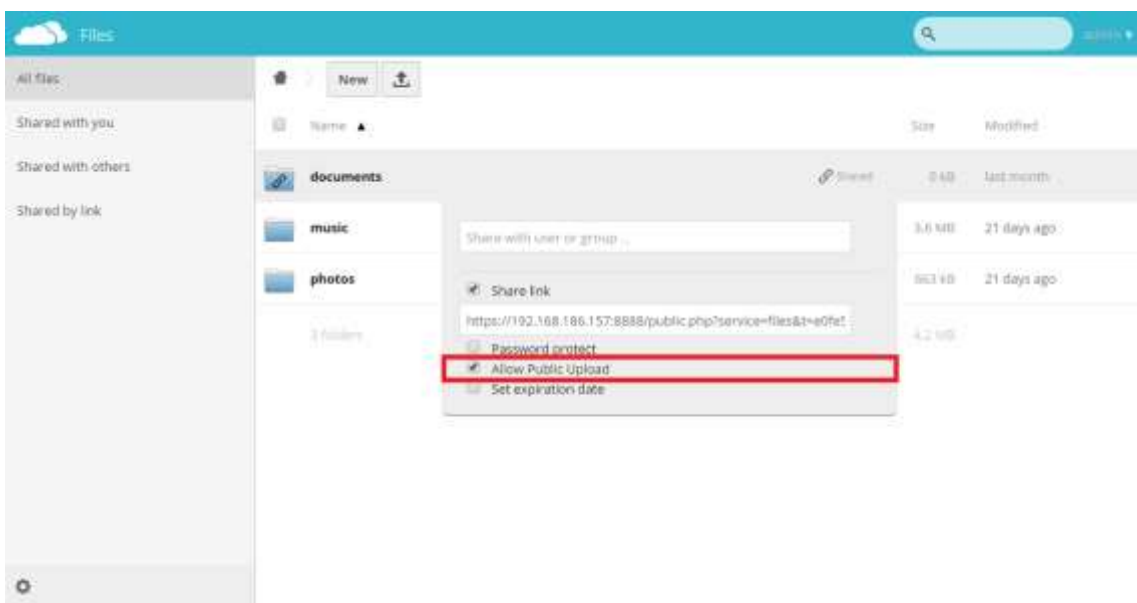 Files
admin
All files
New
Shared with you
Name
Size
Modified
Shared with others
documents
Shared
0 kB
last month
Shared by link
music
3.6 MB
21 days ago
Share with user or group ...
photos
663 kB
21 days ago
Share link
https://192.168.186.157:8888/public.php?service=files&t=e0fe
3 folders
4.2 MB
Password protect
Allow Public Upload
Set expiration date